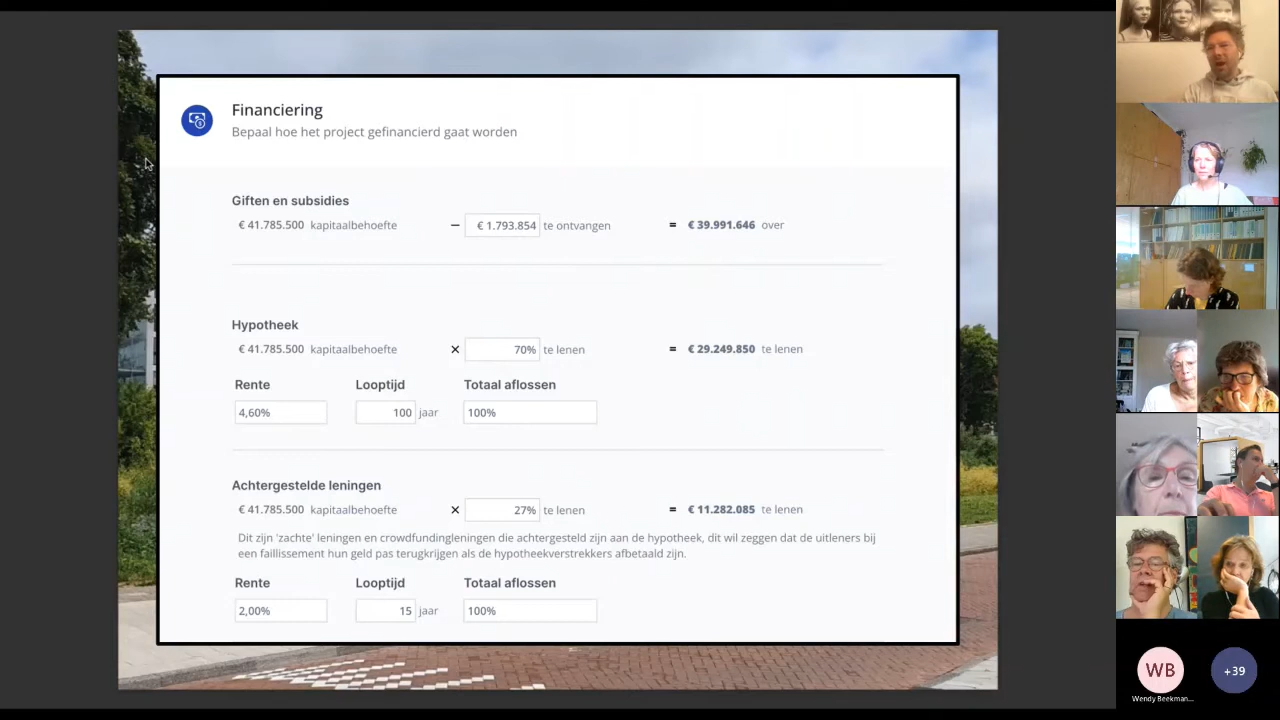 Financiering
Bepaal hoe het project gefinancierd gaat worden
Giften en subsidies
€ 41.785.500 kapitaalbehoefte − € 1.793.854 te ontvangen = € 39.991.646 over
Hypotheek
€ 41.785.500 kapitaalbehoefte × 70% te lenen = € 29.249.850 te lenen
Rente Looptijd Totaal aflossen
4,60% 100 jaar 100%
Achtergestelde leningen
€ 41.785.500 kapitaalbehoefte × 27% te lenen = € 11.282.085 te lenen
Dit zijn 'zachte' leningen en crowdfundingleningen die achtergesteld zijn aan de hypotheek, dit wil zeggen dat de uitleners bij
een faillissement hun geld pas terugkrijgen als de hypotheekverstrekkers afbetaald zijn.
Rente Looptijd Totaal aflossen
2,00% 15 jaar 100%
WB
+39
Wendy Beekman...